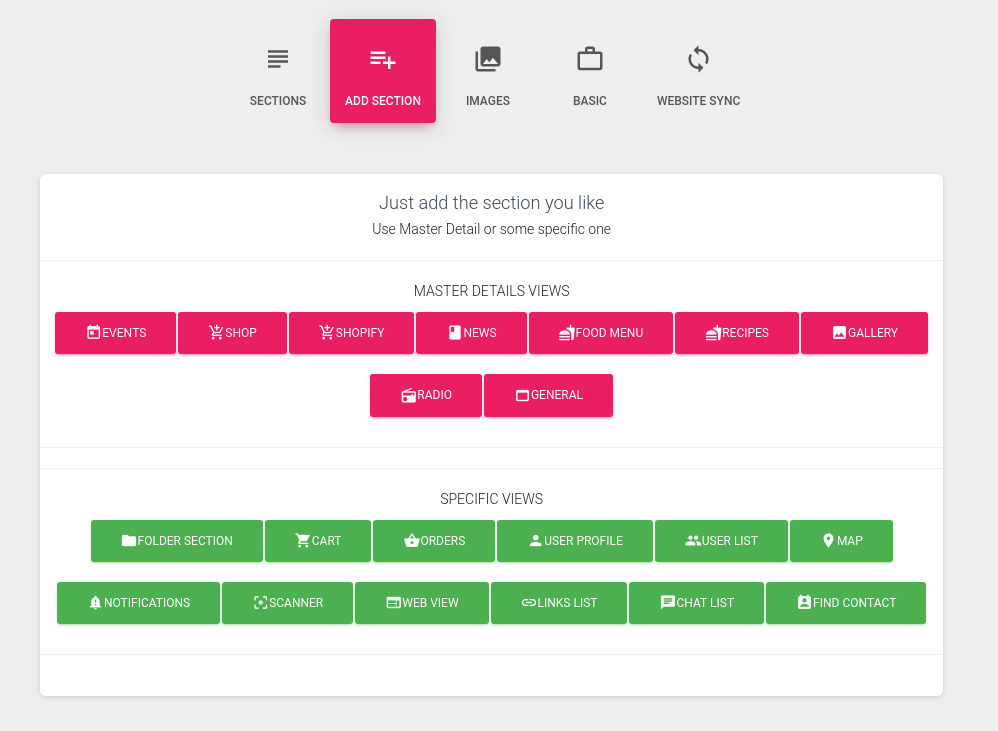 SECTIONS ADD SECTION IMAGES BASIC WEBSITE SYNC
Just add the section you like
Use Master Detail or some specific one
MASTER DETAILS VIEWS
EVENTS SHOP SHOPIFY NEWS FOOD MENU RECIPES GALLERY
RADIO GENERAL
SPECIFIC VIEWS
FOLDER SECTION CART ORDERS USER PROFILE USER LIST MAP
NOTIFICATIONS SCANNER WEB VIEW LINKS LIST CHAT LIST FIND CONTACT